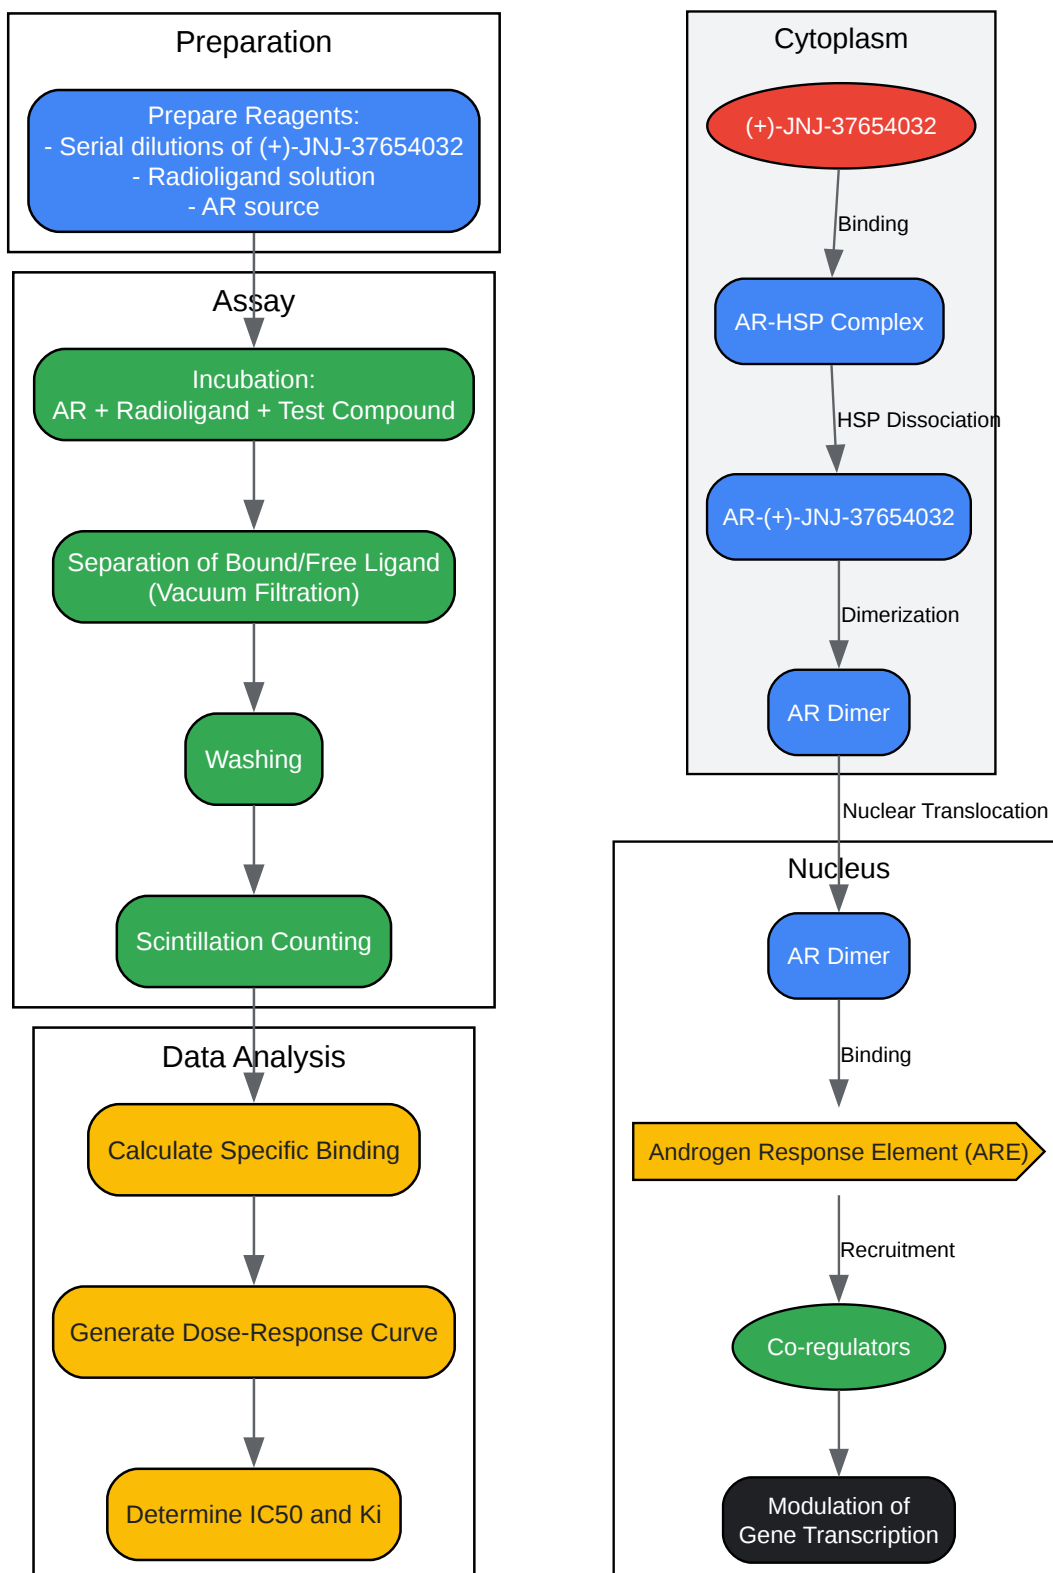 Preparation
Prepare Reagents:
- Serial dilutions of (+)-JNJ-37654032
- Radioligand solution
- AR source
Assay
Incubation:
AR + Radioligand + Test Compound
Separation of Bound/Free Ligand
(Vacuum Filtration)
Washing
Scintillation Counting
Data Analysis
Calculate Specific Binding
Generate Dose-Response Curve
Determine IC50 and Ki
Cytoplasm
(+)-JNJ-37654032
Binding
AR-HSP Complex
HSP Dissociation
AR-(+)-JNJ-37654032
Dimerization
AR Dimer
Nuclear Translocation
Nucleus
AR Dimer
Binding
Androgen Response Element (ARE)
Recruitment
Co-regulators
Modulation of
Gene Transcription